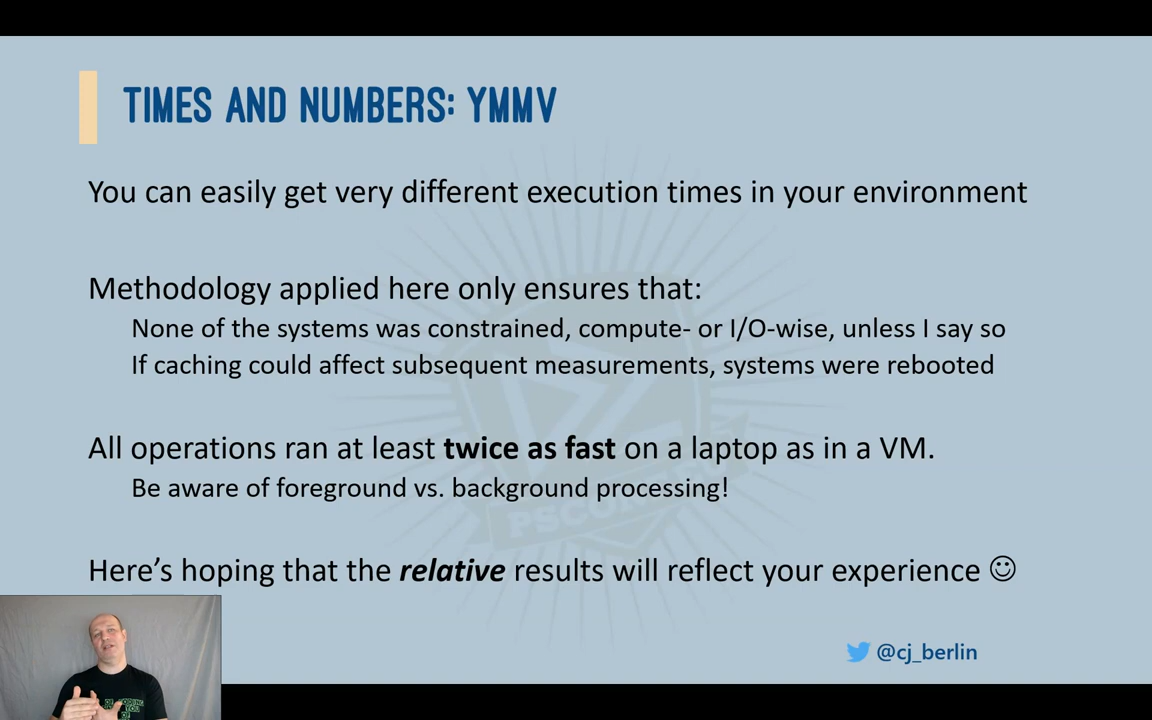 TIMES AND NUMBERS: YMMV
You can easily get very different execution times in your environment
Methodology applied here only ensures that:
None of the systems was constrained, compute- or I/O-wise, unless I say so
If caching could affect subsequent measurements, systems were rebooted
All operations ran at least twice as fast on a laptop as in a VM.
Be aware of foreground vs. background processing!
Here's hoping that the relative results will reflect your experience ☺
@cj_berlin